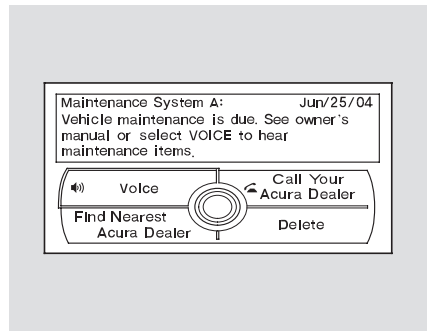 Maintenance System A: Jun/25/04
Vehicle maintenance is due. See owner's
manual or select VOICE to hear
maintenance items.
Voice
Call Your
Acura Dealer
Find Nearest
Acura Dealer
Delete